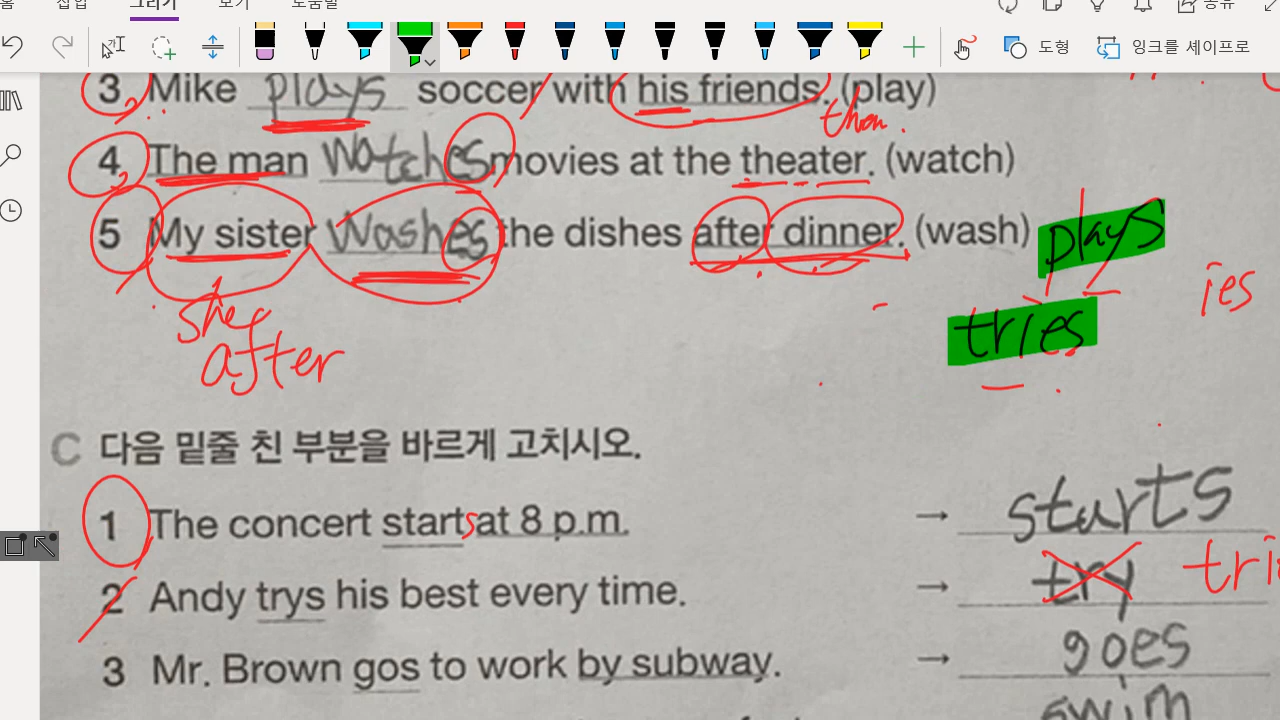 홈 삽입 그리기 보기 도움말
공유
도형 잉크를 셰이프로
3 Mike plays soccer with his friends. (play)
them.
4 The man watches movies at the theater. (watch)
5 My sister washes the dishes after dinner. (wash)
plays
ies
she
tries
after
C 다음 밑줄 친 부분을 바르게 고치시오.
1 The concert starts at 8 p.m. → starts
2 Andy trys his best every time. → try tri
3 Mr. Brown gos to work by subway. → goes
swim